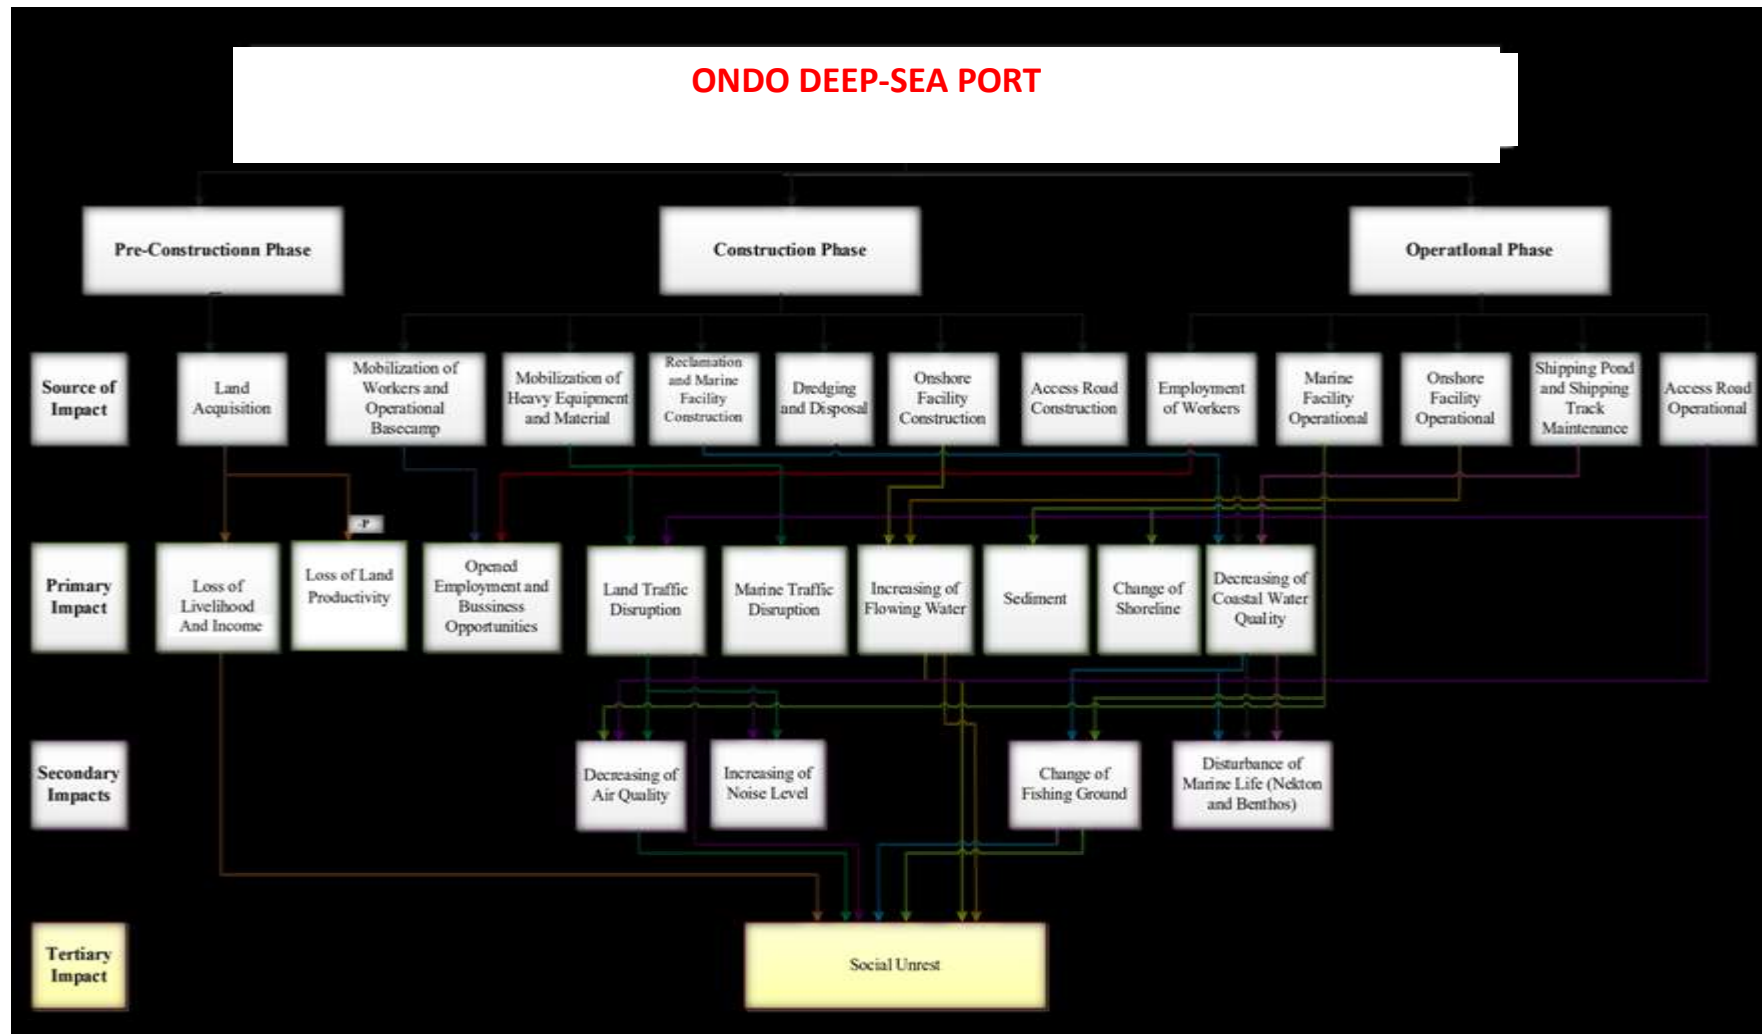 ONDO DEEP-SEA PORT
Pre-Constructionn Phase
Construction Phase
OperatIonal Phase
Source of
Impact
Land
Acquisition
Mobilization of
Workers and
Operational
Basecamp
Mobilization of
Heavy Equipment
and Material
Reclamation
and Marine
Facility
Construction
Dredging
and Disposal
Onshore
Facility
Construction
Access Road
Construction
Employment
of Workers
Marine
Facility
Operational
Onshore
Facility
Operational
Shipping Pond
and Shipping
Track
Maintenance
Access Road
Operational
-P
Primary
Impact
Loss of
Livelihood
And Income
Loss of Land
Productivity
Opened
Employment and
Bussiness
Opportunities
Land Traffic
Disruption
Marine Traffic
Disruption
Increasing of
Flowing Water
Sediment
Change of
Shoreline
Decreasing of
Coastal Water
Quality
Secondary
Impacts
Decreasing of
Air Quality
Increasing of
Noise Level
Change of
Fishing Ground
Disturbance of
Marine Life (Nekton
and Benthos)
Tertiary
Impact
Social Unrest